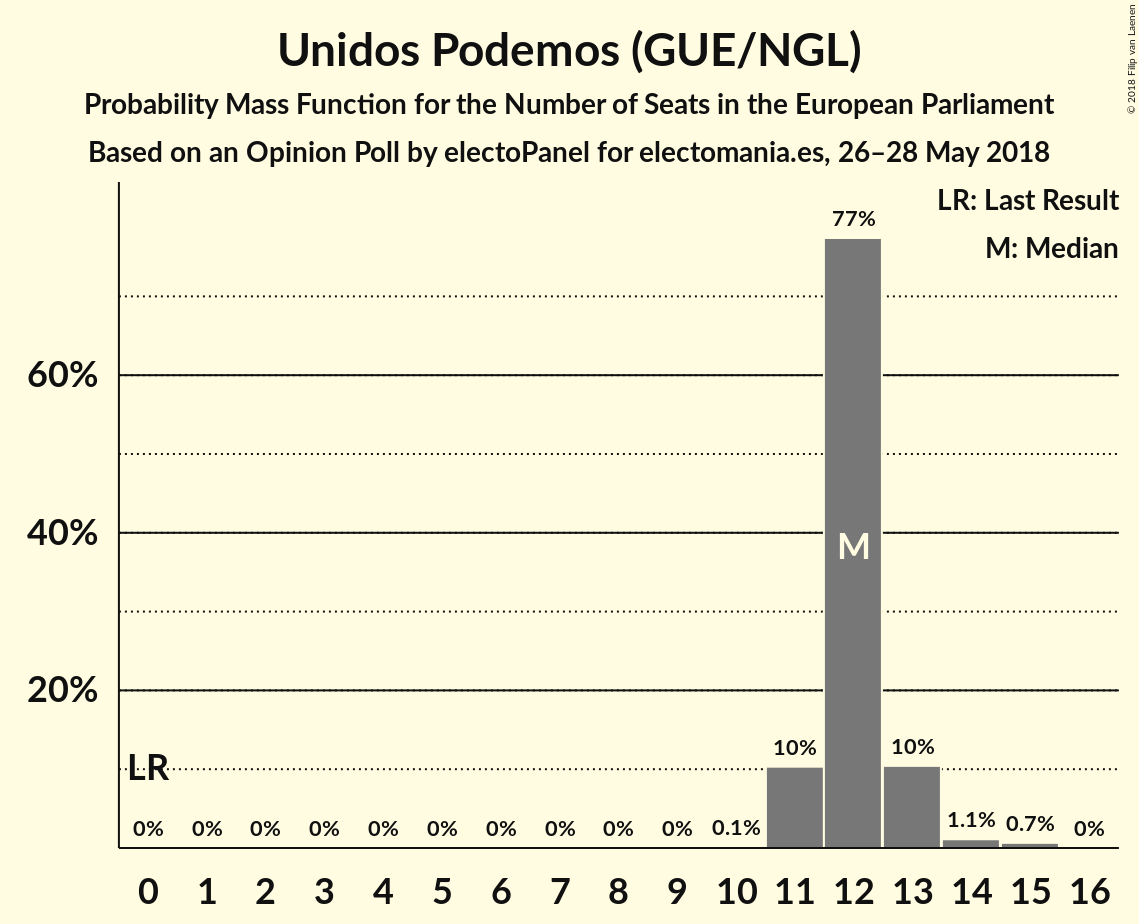 Unidos Podemos (GUE/NGL)
Probability Mass Function for the Number of Seats in the European Parliament
Based on an Opinion Poll by electoPanel for electomania.es, 26–28 May 2018
© 2018 Filip van Laenen
LR: Last Result
M: Median
77%
60%
40%
M
20%
10%
10%
LR
0% 0% 0% 0% 0% 0% 0% 0% 0% 0% 0.1% 1.1% 0.7% 0%
0 1 2 3 4 5 6 7 8 9 10 11 12 13 14 15 16